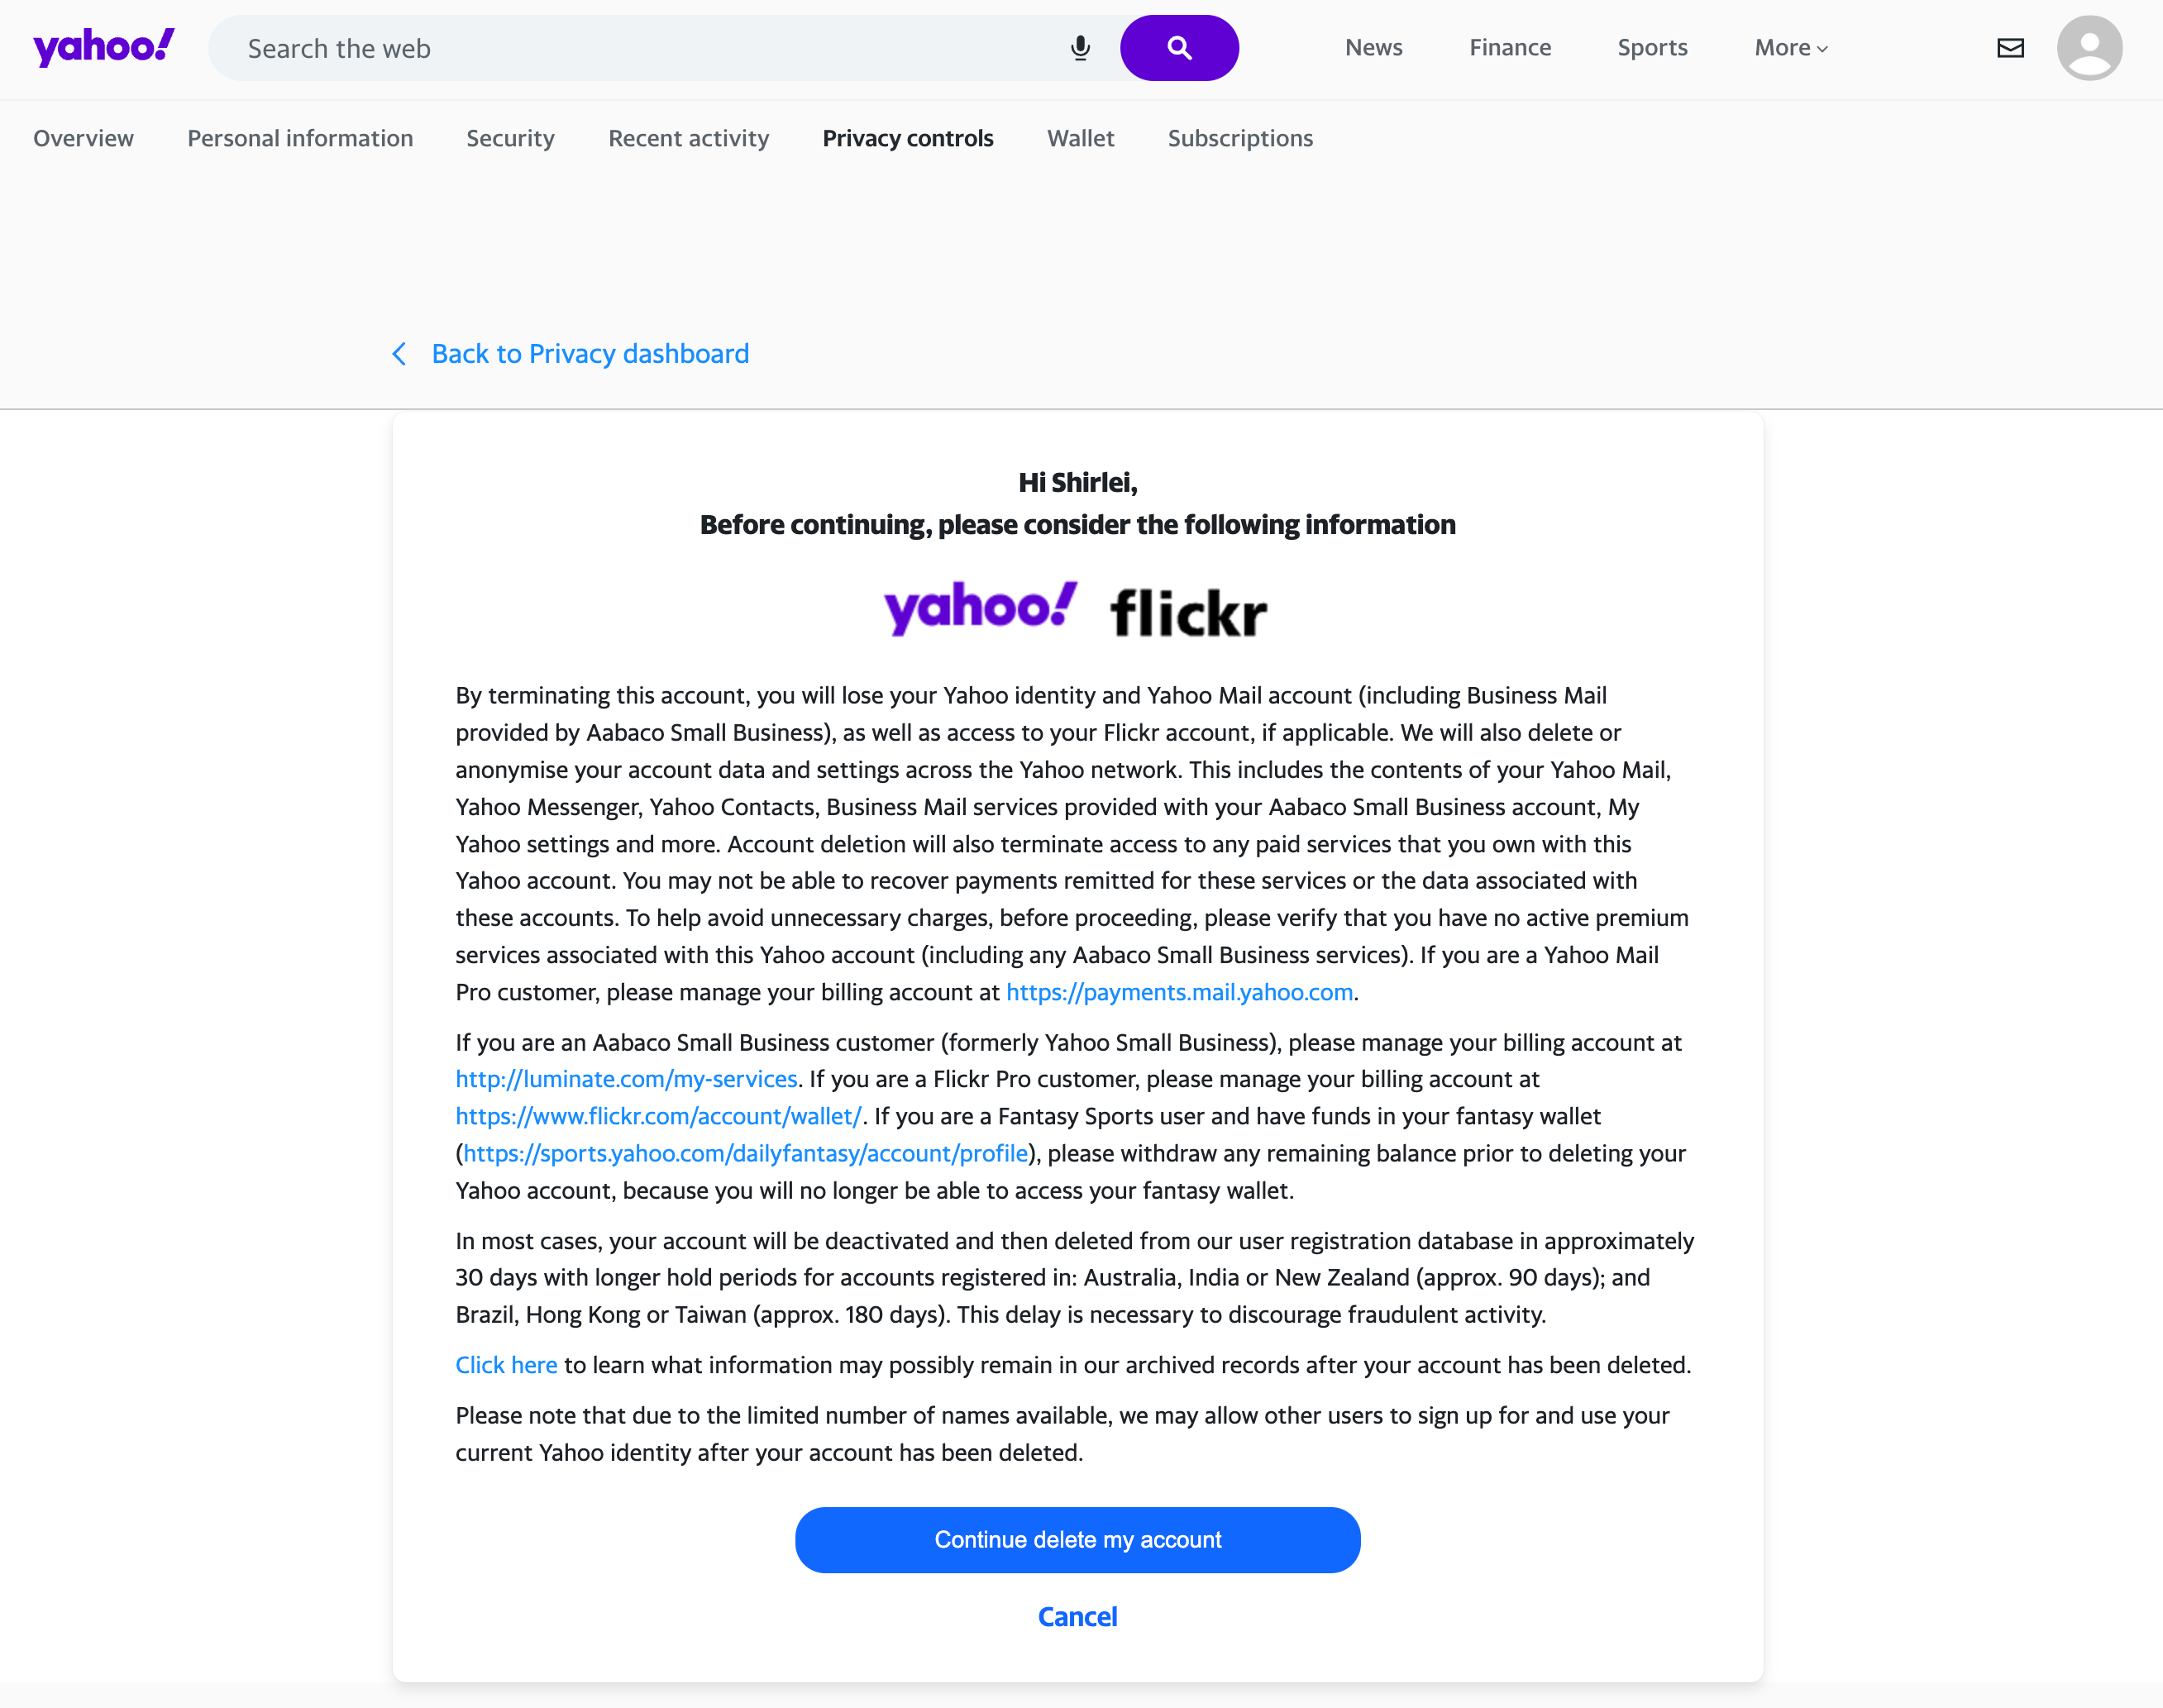 yahoo!
Search the web
News
Finance
Sports
More
Overview
Personal information
Security
Recent activity
Privacy controls
Wallet
Subscriptions
Back to Privacy dashboard
Hi Shirlei,
Before continuing, please consider the following information
yahoo! flickr
By terminating this account, you will lose your Yahoo identity and Yahoo Mail account (including Business Mail
provided by Aabaco Small Business), as well as access to your Flickr account, if applicable. We will also delete or
anonymise your account data and settings across the Yahoo network. This includes the contents of your Yahoo Mail,
Yahoo Messenger, Yahoo Contacts, Business Mail services provided with your Aabaco Small Business account, My
Yahoo settings and more. Account deletion will also terminate access to any paid services that you own with this
Yahoo account. You may not be able to recover payments remitted for these services or the data associated with
these accounts. To help avoid unnecessary charges, before proceeding, please verify that you have no active premium
services associated with this Yahoo account (including any Aabaco Small Business services). If you are a Yahoo Mail
Pro customer, please manage your billing account at https://payments.mail.yahoo.com.
If you are an Aabaco Small Business customer (formerly Yahoo Small Business), please manage your billing account at
http://luminate.com/my-services. If you are a Flickr Pro customer, please manage your billing account at
https://www.flickr.com/account/wallet/. If you are a Fantasy Sports user and have funds in your fantasy wallet
(https://sports.yahoo.com/dailyfantasy/account/profile), please withdraw any remaining balance prior to deleting your
Yahoo account, because you will no longer be able to access your fantasy wallet.
In most cases, your account will be deactivated and then deleted from our user registration database in approximately
30 days with longer hold periods for accounts registered in: Australia, India or New Zealand (approx. 90 days); and
Brazil, Hong Kong or Taiwan (approx. 180 days). This delay is necessary to discourage fraudulent activity.
Click here to learn what information may possibly remain in our archived records after your account has been deleted.
Please note that due to the limited number of names available, we may allow other users to sign up for and use your
current Yahoo identity after your account has been deleted.
Continue delete my account
Cancel